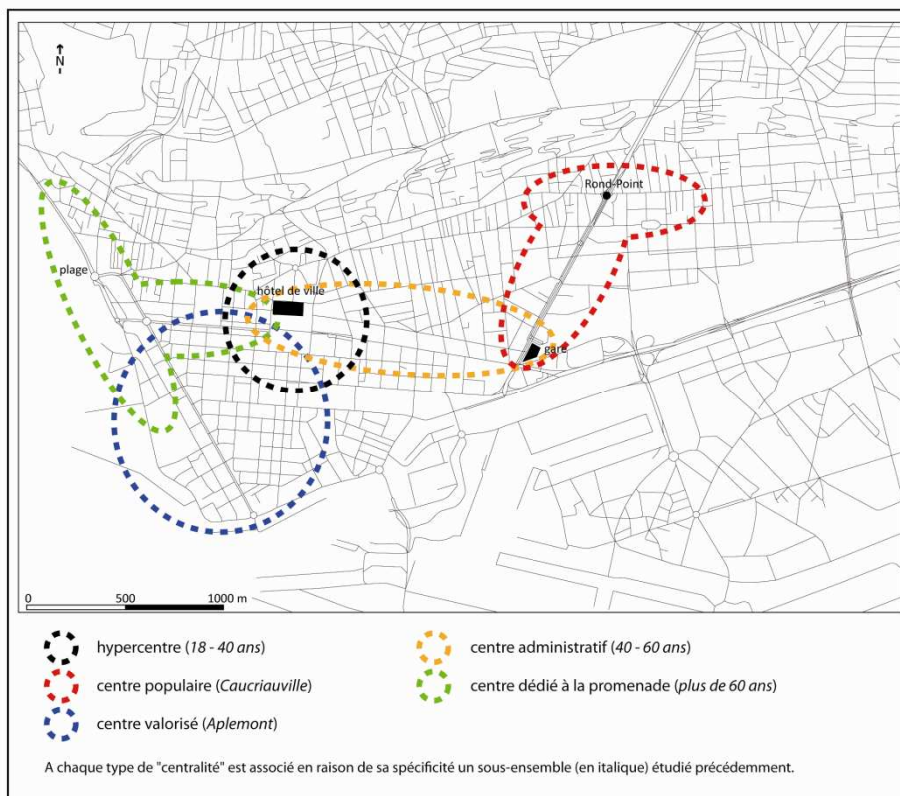 N
Rond-Point
plage
hôtel de ville
gare
0 500 1000 m
hypercentre (18 - 40 ans)
centre administratif (40 - 60 ans)
centre populaire (Caucriauville)
centre dédié à la promenade (plus de 60 ans)
centre valorisé (Aplemont)
A chaque type de "centralité" est associé en raison de sa spécificité un sous-ensemble (en italique) étudié précédemment.